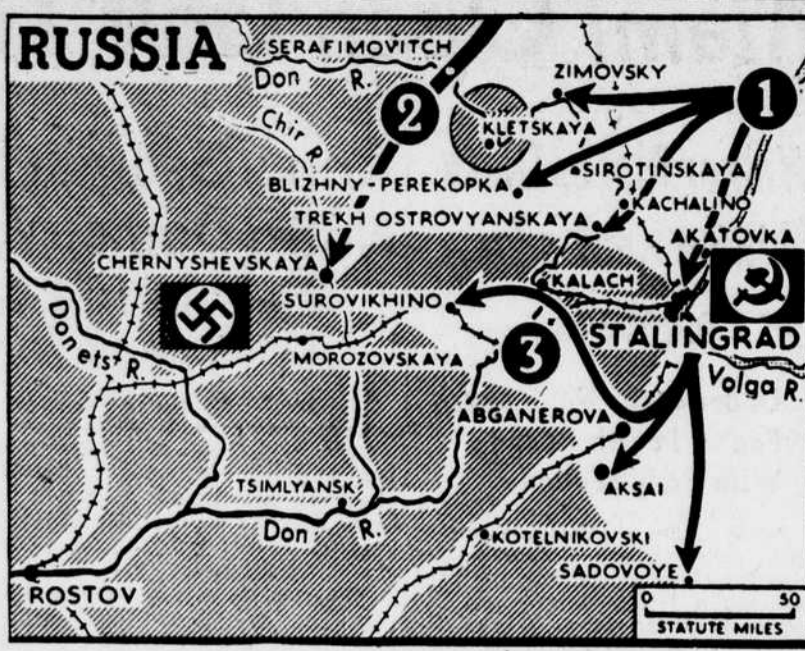 RUSSIA
SERAFIMOVITCH
Don R.
ZIMOVSKY
1
2
Chir R.
KLETSKAYA
BLIZHNY-PEREKOPKA
SIROTINSKAYA
KACHALINO
TREKH OSTROVYANSKAYA
AKATOVKA
CHERNYSHEVSKAYA
KALACH
SUROVIKHINO
STALINGRAD
Donets R.
MOROZOVSKAYA
3
Volga R.
ABGANEROVA
AKSAI
TSIMLYANSK
Don R.
KOTELNIKOVSKI
SADOVOYE
ROSTOV
0 50
STATUTE MILES